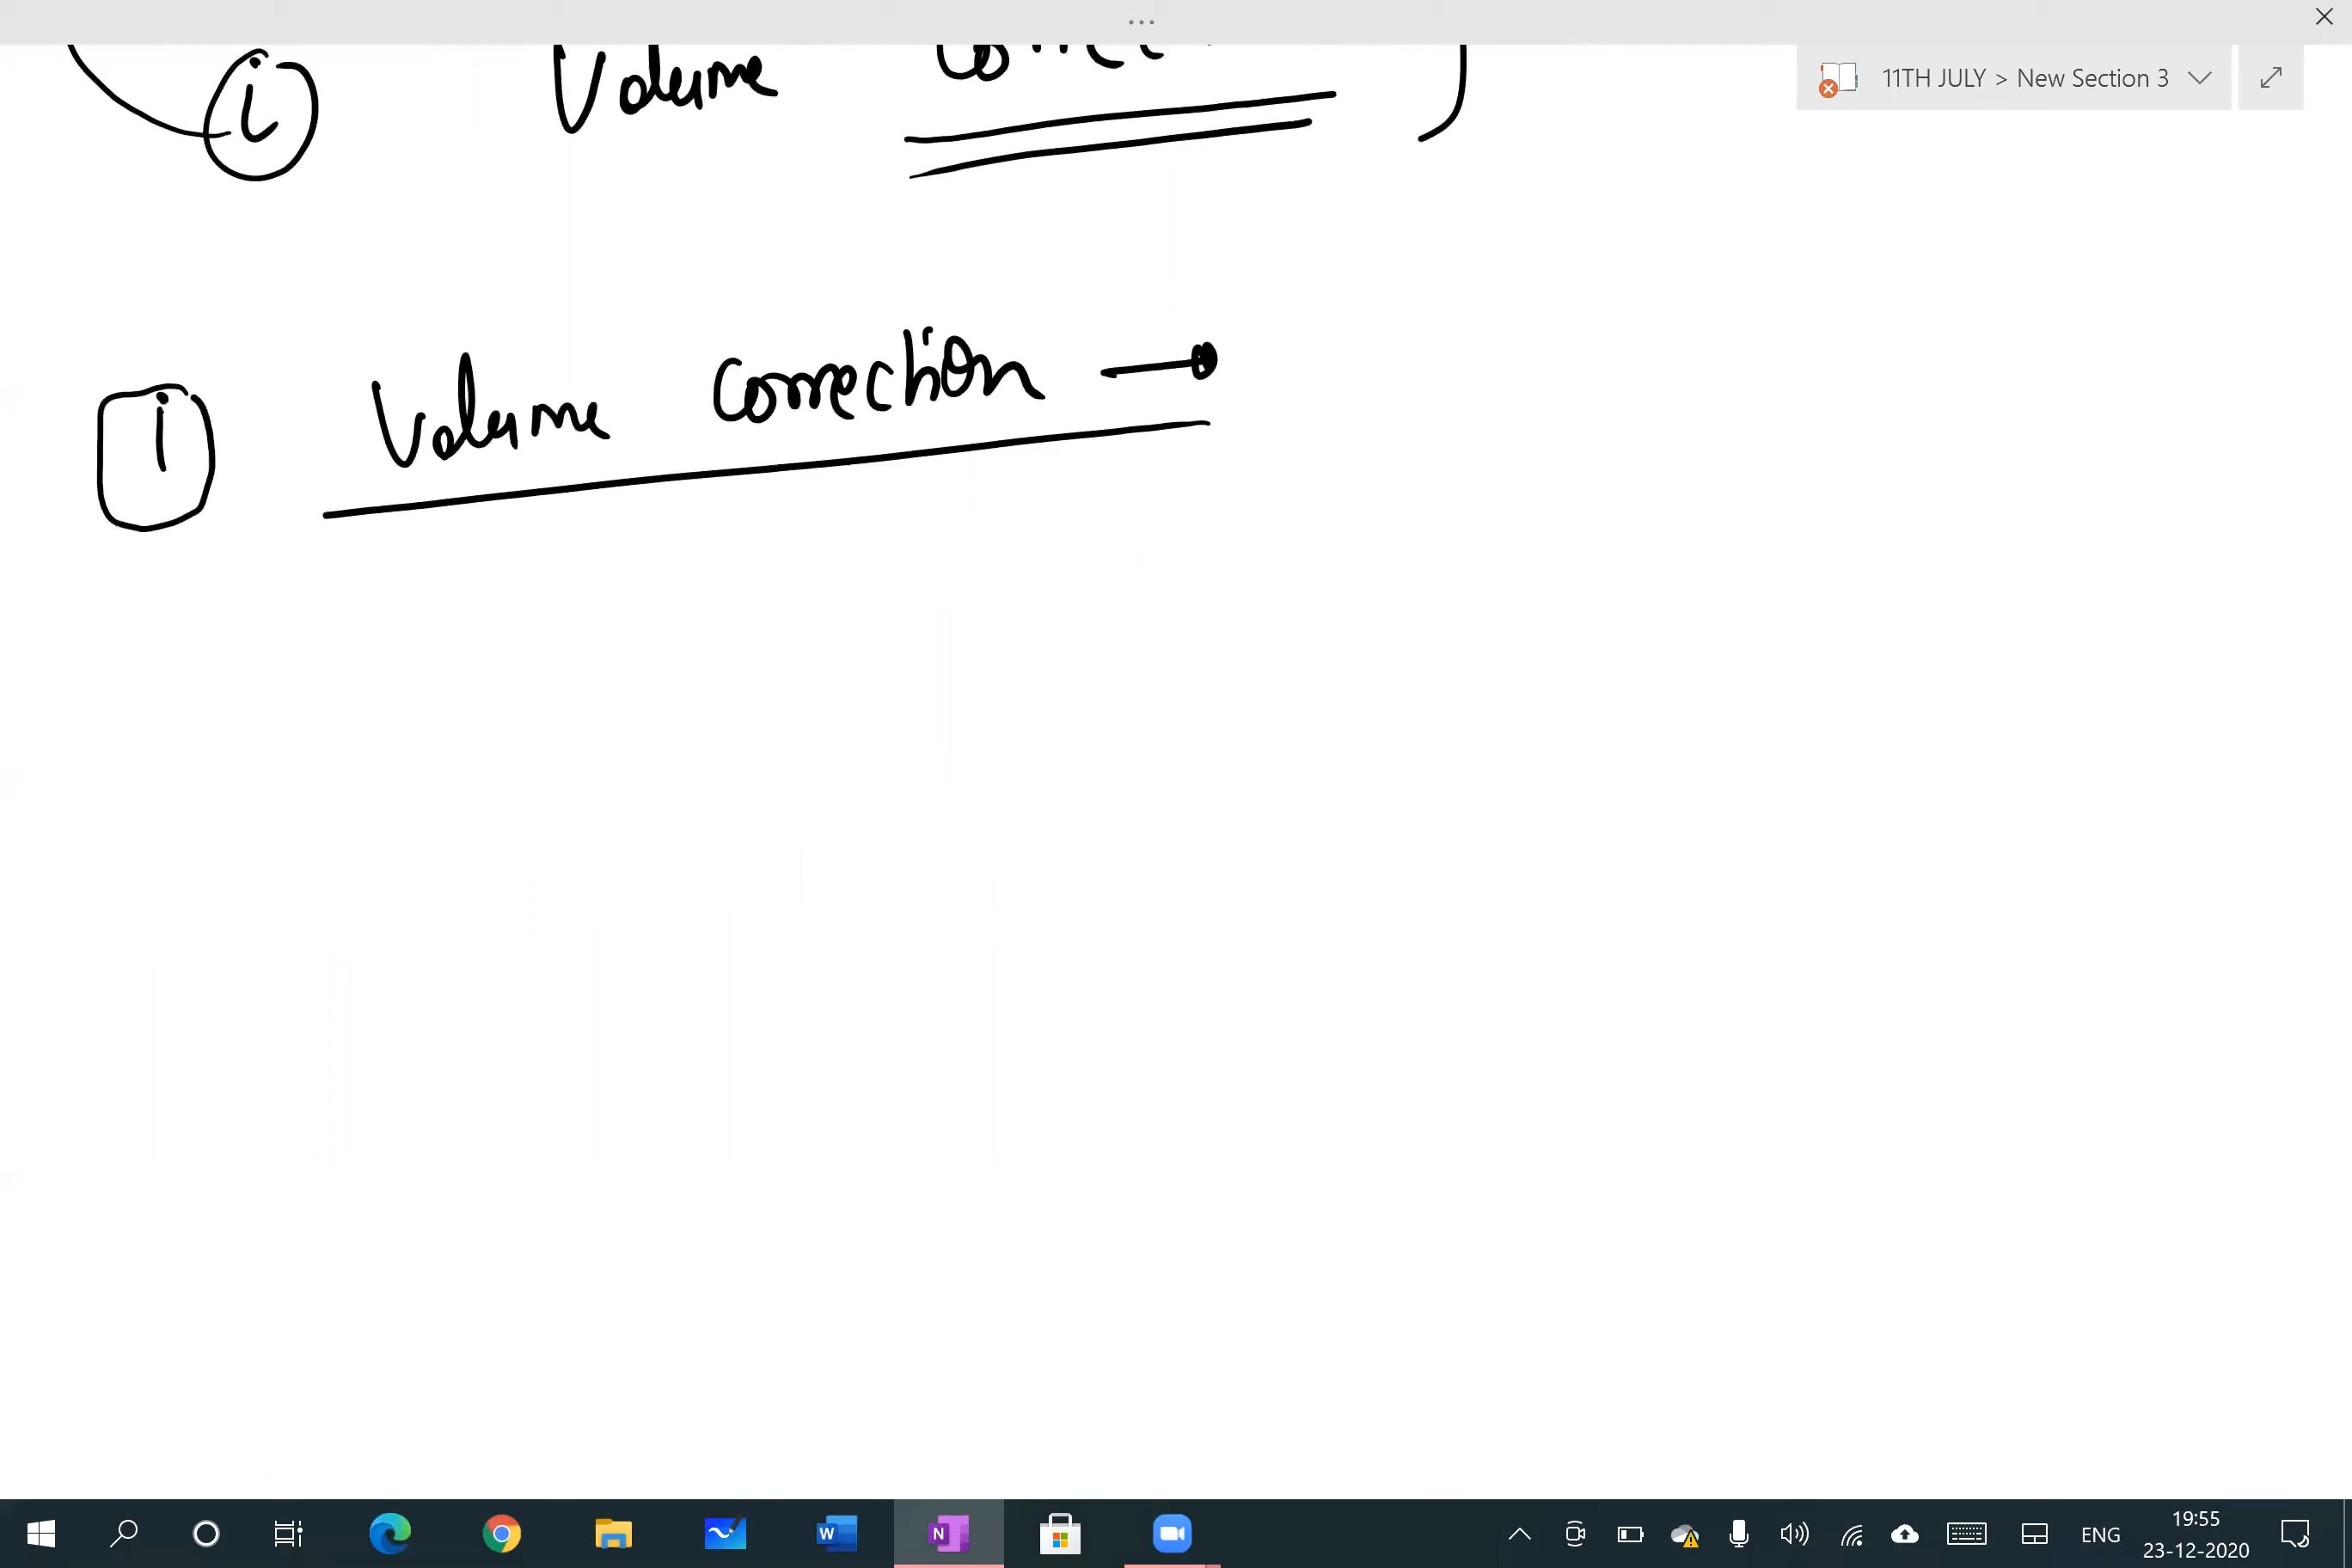 ...
11TH JULY > New Section 3
i Volume
i Volume correction
ENG
19:55
23-12-2020